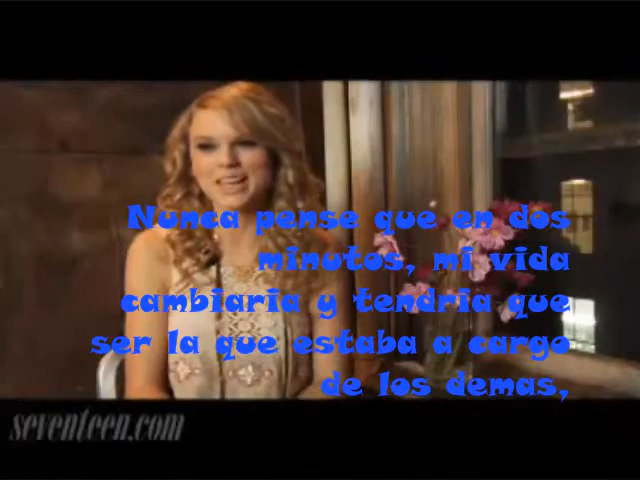 Nunca pense que en dos
minutos, mi vida
cambiaria y tendria que
ser la que estaba a cargo
de los demas,
seventeen.com